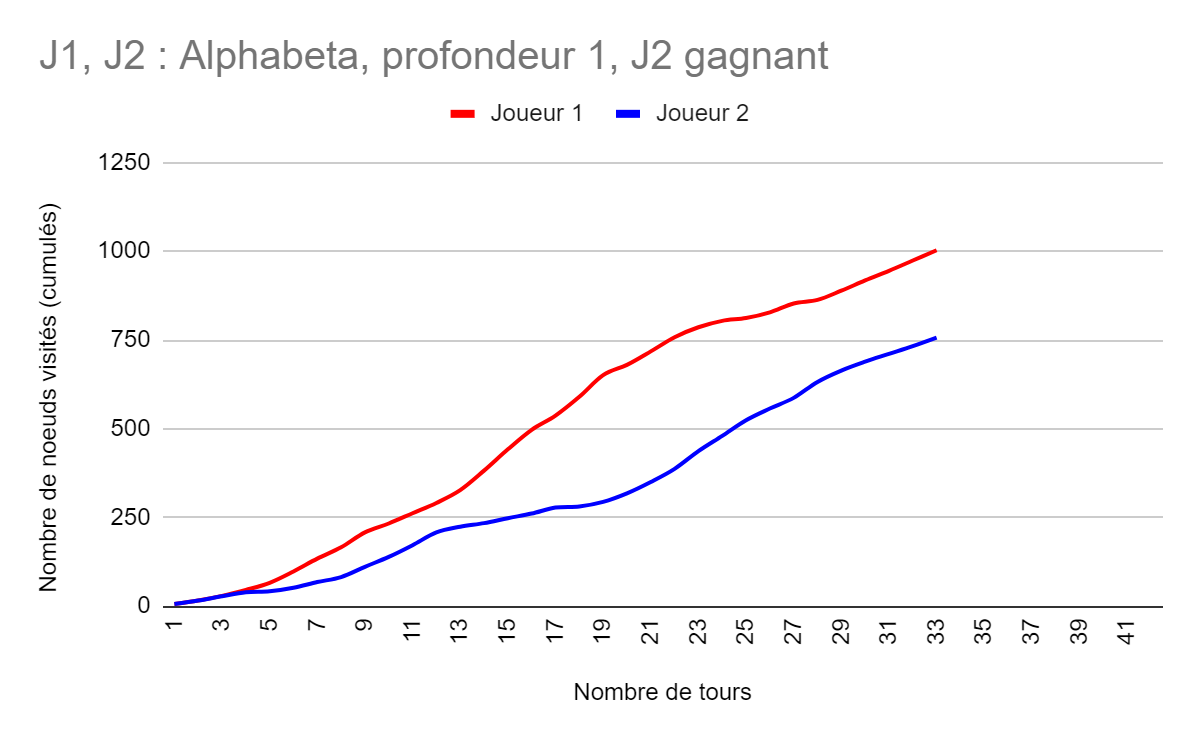 J1, J2 : Alphabeta, profondeur 1, J2 gagnant
Joueur 1
Joueur 2
Nombre de noeuds visités (cumulés)
1250
1000
750
500
250
0
1 3 5 7 9 11 13 15 17 19 21 23 25 27 29 31 33 35 37 39 41
Nombre de tours